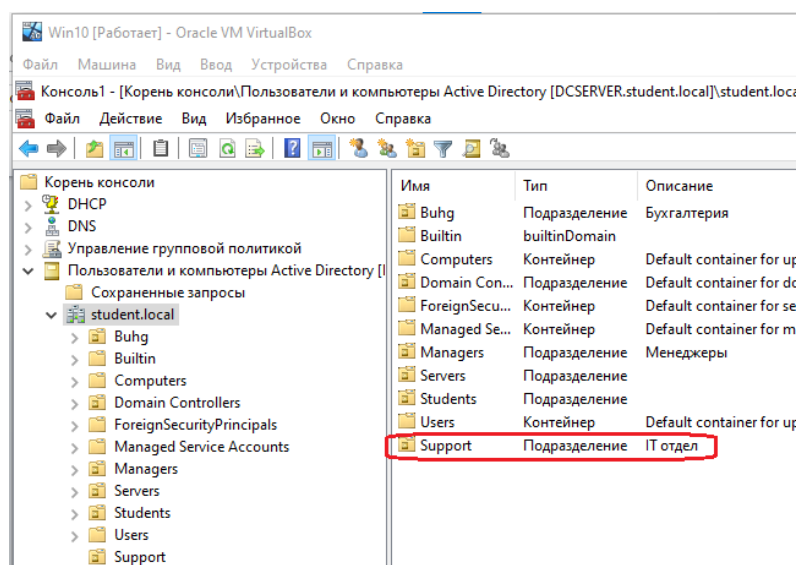 Win10 [Работает] - Oracle VM VirtualBox
Файл Машина Вид Ввод Устройства Справка
Консоль1 - [Корень консоли\Пользователи и компьютеры Active Directory [DCSERVER.student.local]\student.loca
Файл Действие Вид Избранное Окно Справка
Корень консоли
DHCP
DNS
Управление групповой политикой
Пользователи и компьютеры Active Directory [
Сохраненные запросы
student.local
Buhg
Builtin
Computers
Domain Controllers
ForeignSecurityPrincipals
Managed Service Accounts
Managers
Servers
Students
Users
Support
Имя Тип Описание
Buhg Подразделение Бухгалтерия
Builtin builtinDomain
Computers Контейнер Default container for up
Domain Con... Подразделение Default container for do
ForeignSecu... Контейнер Default container for se
Managed Se... Контейнер Default container for m
Managers Подразделение Менеджеры
Servers Подразделение
Students Подразделение
Users Контейнер Default container for up
Support Подразделение IT отдел